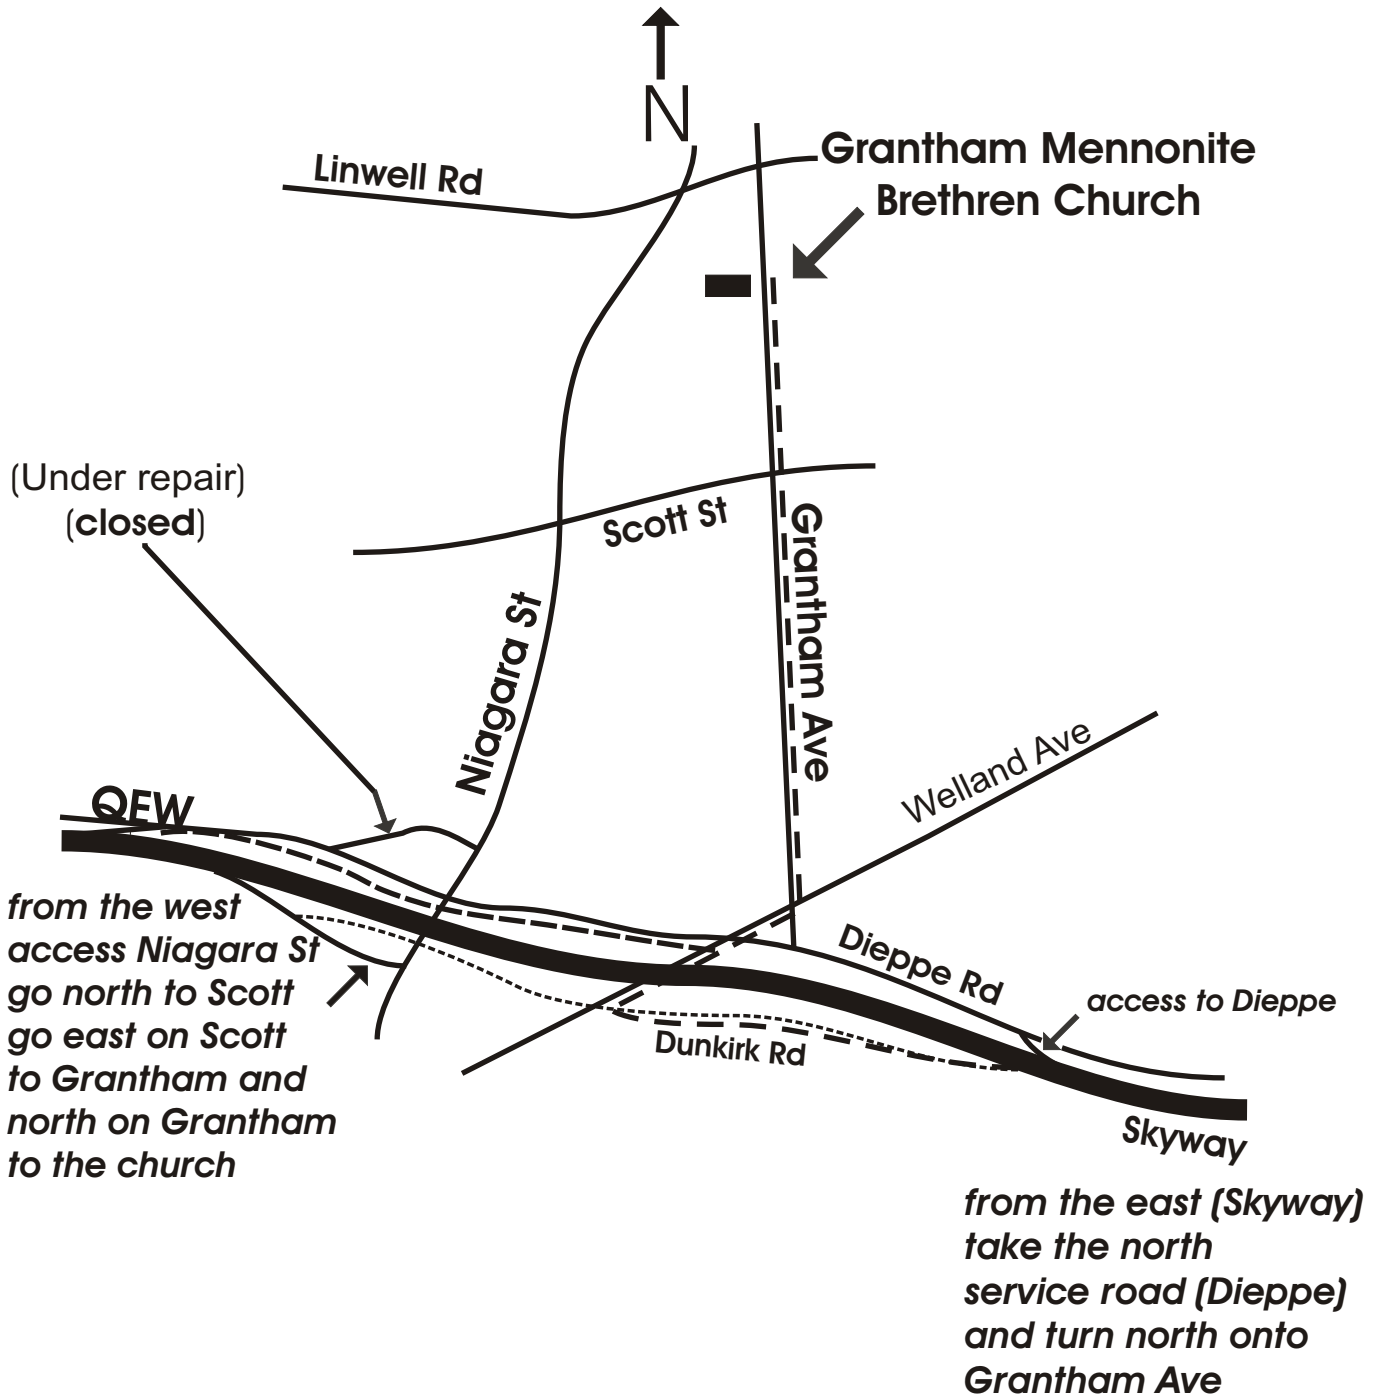 N
Grantham Mennonite
Brethren Church
Linwell Rd
(Under repair)
(closed)
Scott St
Grantham Ave
Niagara St
Welland Ave
QEW
from the west
access Niagara St
go north to Scott
go east on Scott
to Grantham and
north on Grantham
to the church
Dieppe Rd
access to Dieppe
Dunkirk Rd
Skyway
from the east (Skyway)
take the north
service road (Dieppe)
and turn north onto
Grantham Ave